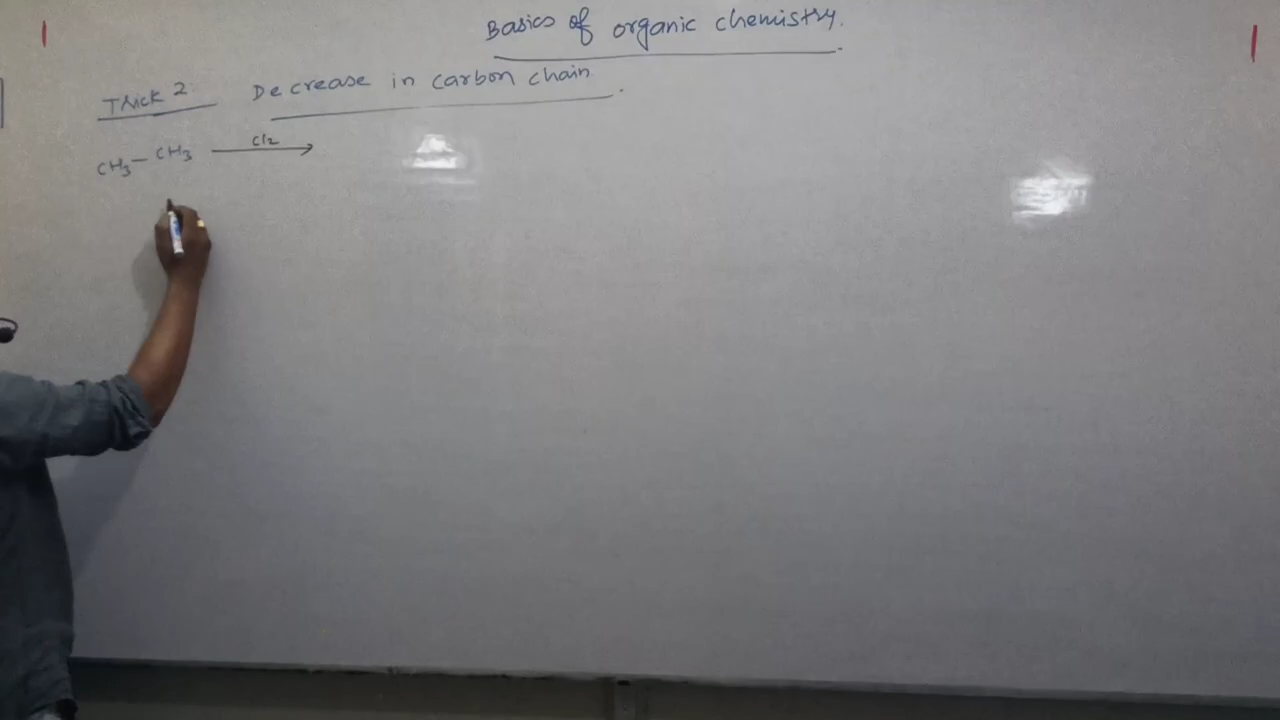 Basics of organic chemistry.
Trick 2: Decrease in carbon chain.
CH₃ — CH₃ —Cl₂→